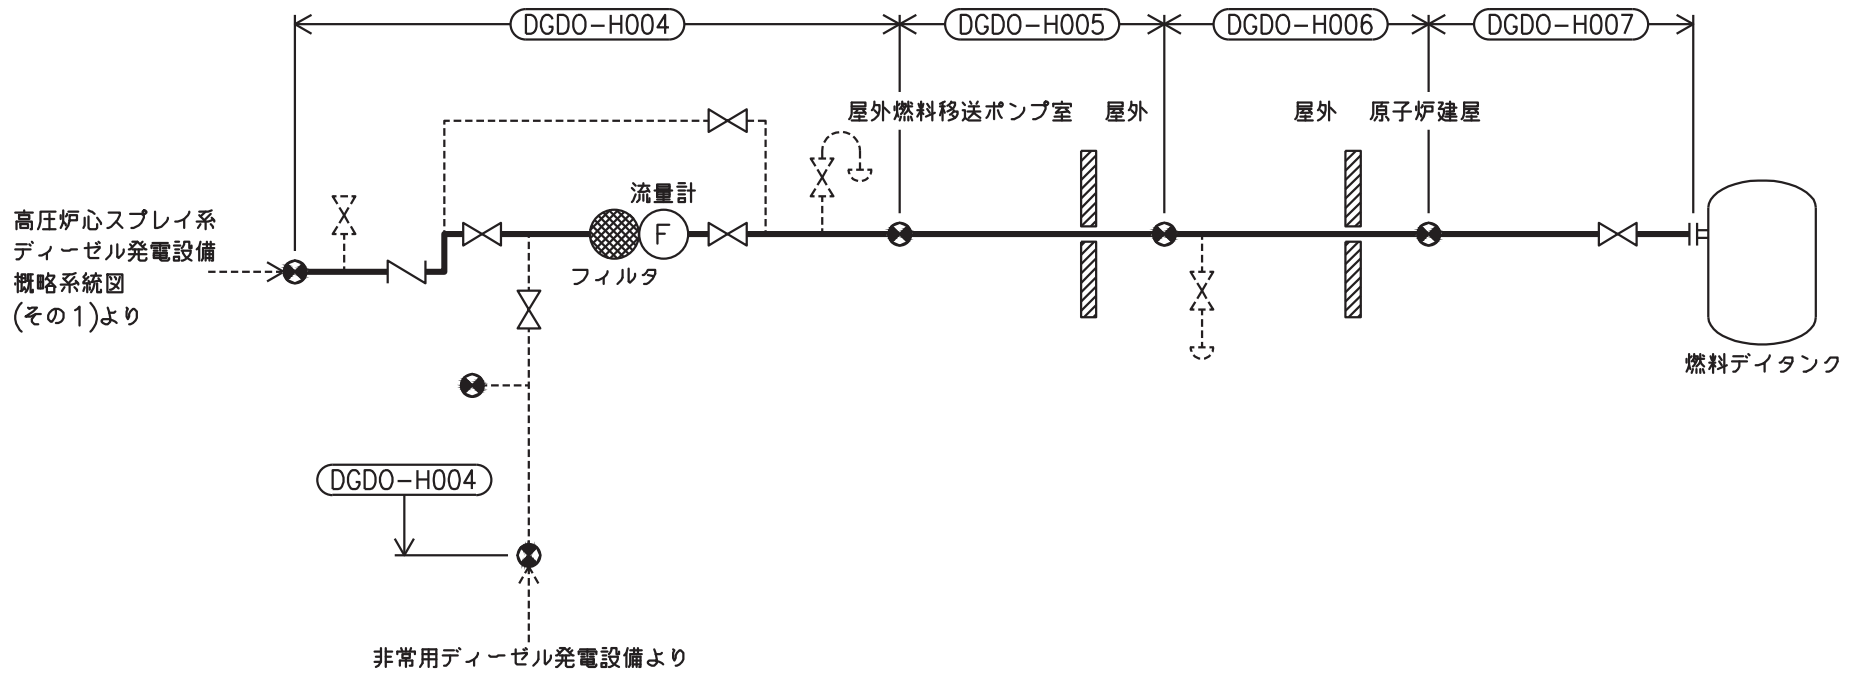 DGDO-H004
DGDO-H005
DGDO-H006
DGDO-H007
屋外燃料移送ポンプ室
屋外
屋外
原子炉建屋
高圧炉心スプレイ系
ディーゼル発電設備
概略系統図
(その1)より
流量計
F
フィルタ
燃料デイタンク
DGDO-H004
非常用ディーゼル発電設備より